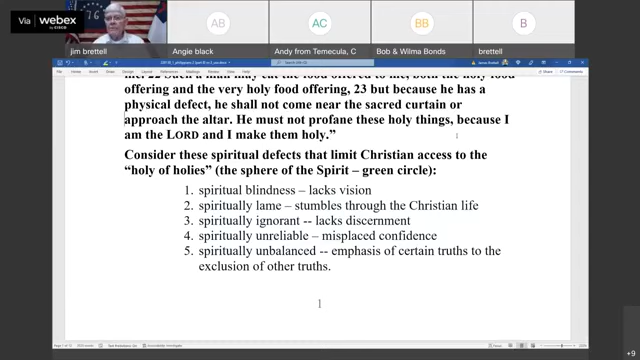 Via webex
by CISCO
76
AB
AC
BB
B
jim brettell
Angie black
Andy from Temecula, C
Bob & Wilma Bonds
brettell
offering and the very holy food offering, 23 but because he has a
physical defect, he shall not come near the sacred curtain or
approach the altar. He must not profane these holy things, because I
am the LORD and I make them holy.”
Consider these spiritual defects that limit Christian access to the
“holy of holies” (the sphere of the Spirit – green circle):
1. spiritual blindness – lacks vision
2. spiritually lame – stumbles through the Christian life
3. spiritually ignorant -- lacks discernment
4. spiritually unreliable – misplaced confidence
5. spiritually unbalanced -- emphasis of certain truths to the
exclusion of other truths.
1
+9